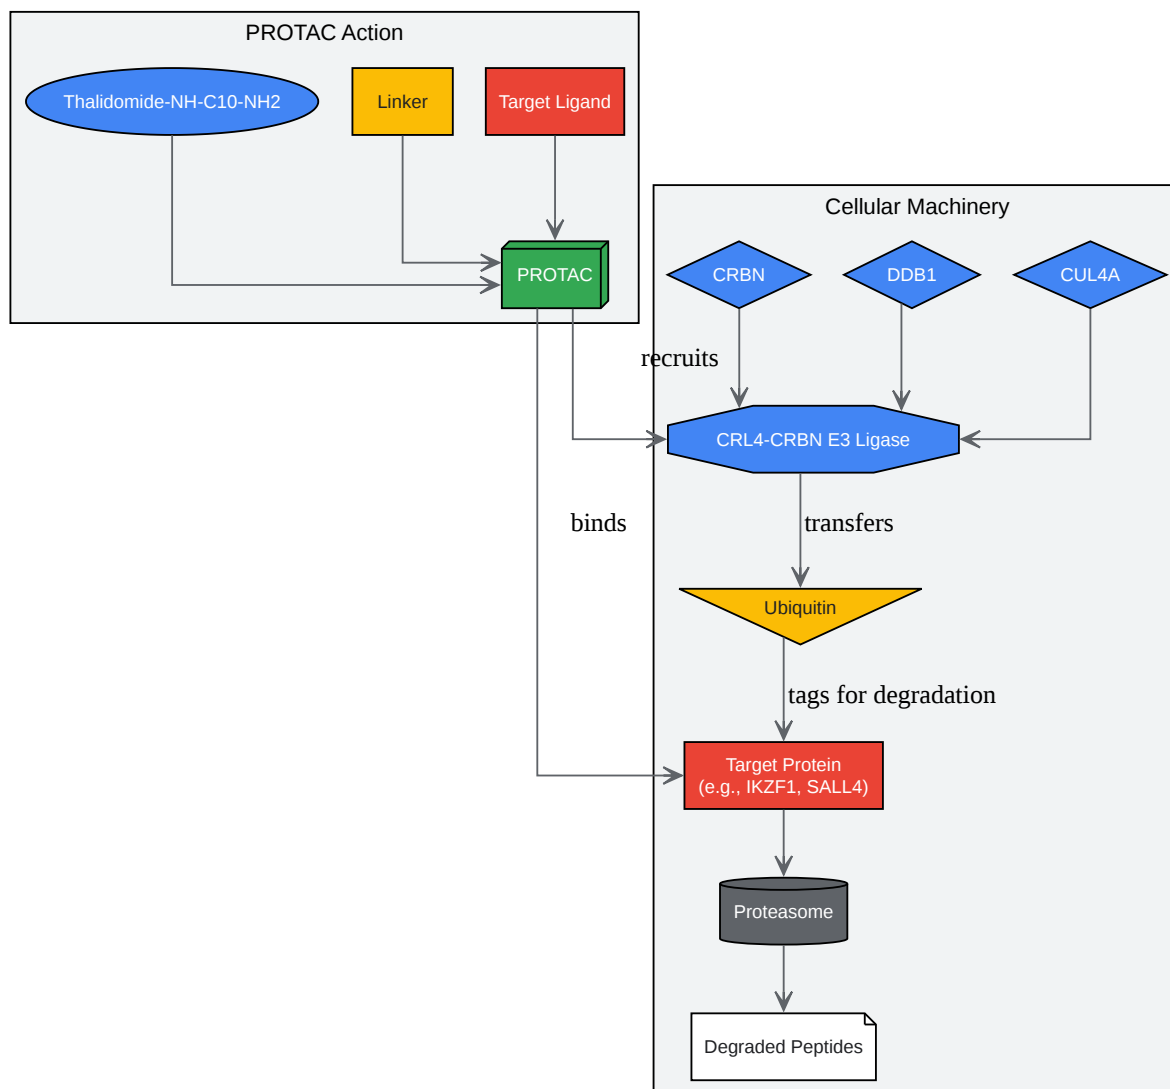 PROTAC Action
Thalidomide-NH-C10-NH2
Linker
Target Ligand
PROTAC
Cellular Machinery
CRBN
DDB1
CUL4A
recruits
CRL4-CRBN E3 Ligase
binds
transfers
Ubiquitin
tags for degradation
Target Protein
(e.g., IKZF1, SALL4)
Proteasome
Degraded Peptides